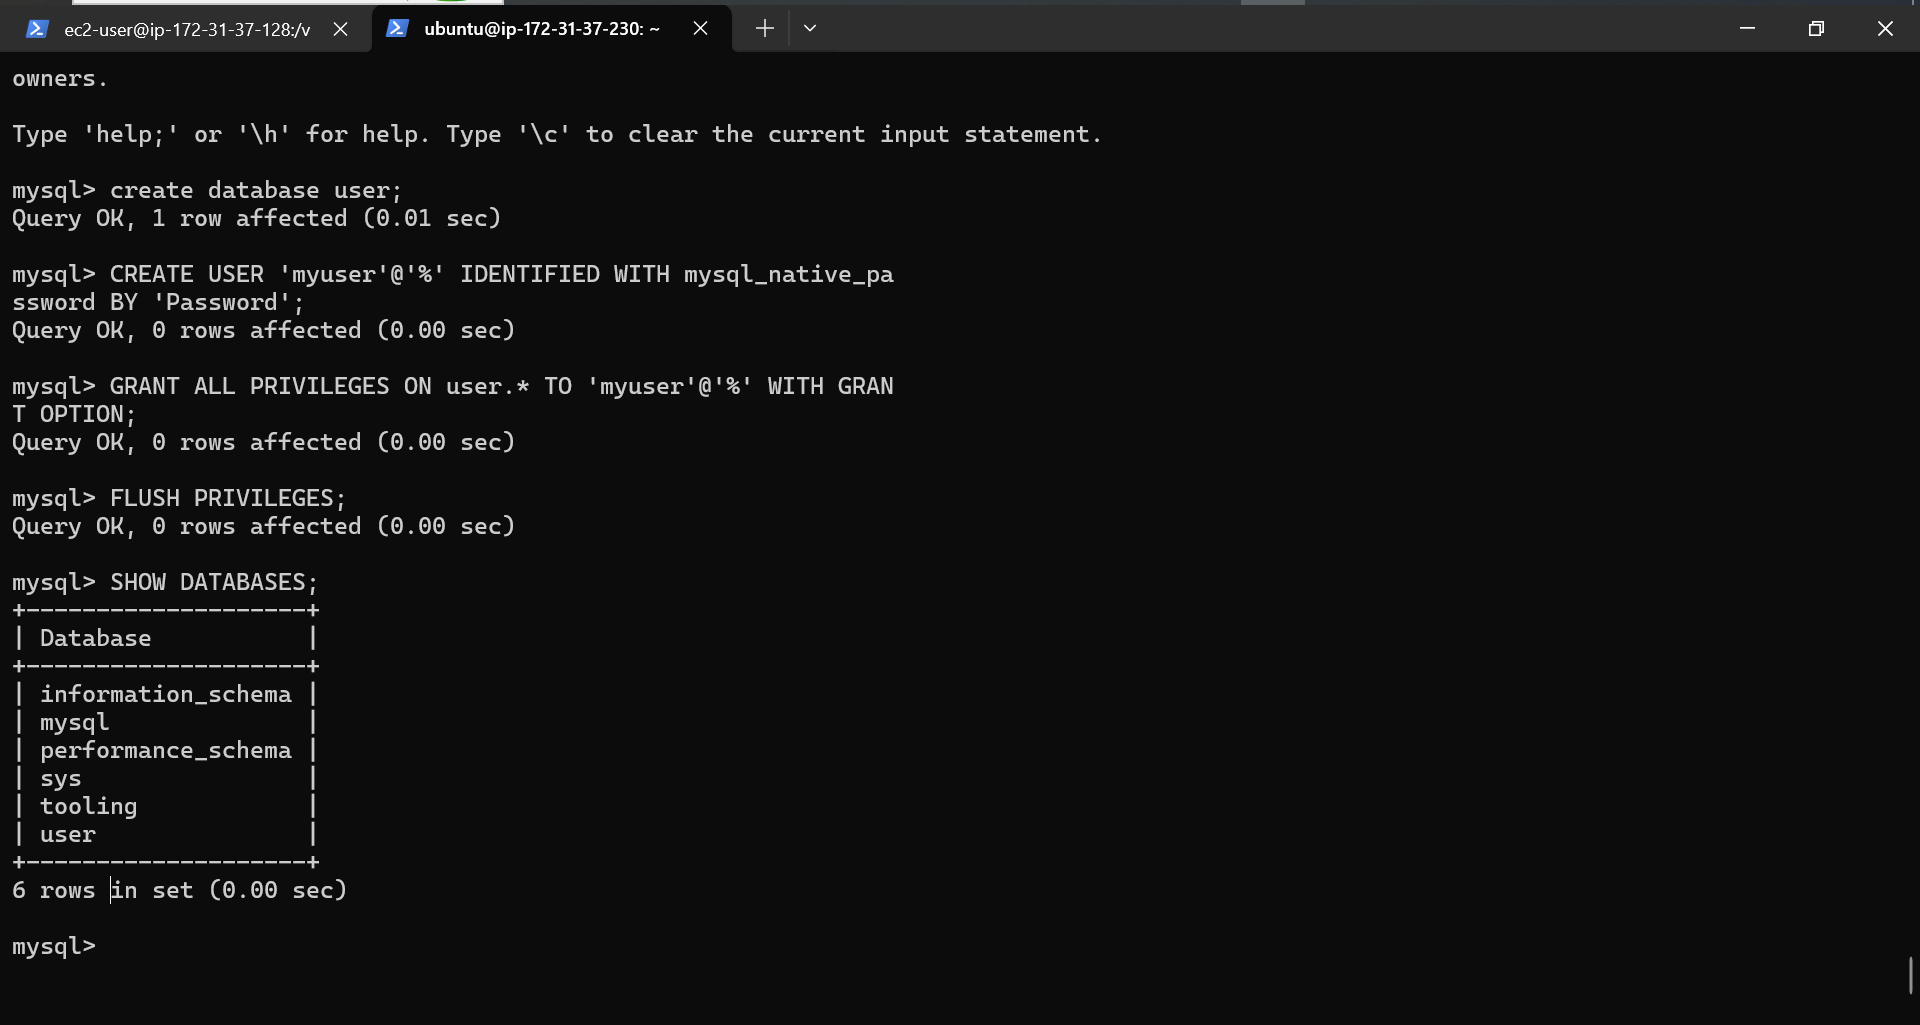 ec2-user@ip-172-31-37-128:/v
ubuntu@ip-172-31-37-230: ~
owners.
Type 'help;' or '\h' for help. Type '\c' to clear the current input statement.
mysql> create database user;
Query OK, 1 row affected (0.01 sec)
mysql> CREATE USER 'myuser'@'%' IDENTIFIED WITH mysql_native_pa
ssword BY 'Password';
Query OK, 0 rows affected (0.00 sec)
mysql> GRANT ALL PRIVILEGES ON user.* TO 'myuser'@'%' WITH GRAN
T OPTION;
Query OK, 0 rows affected (0.00 sec)
mysql> FLUSH PRIVILEGES;
Query OK, 0 rows affected (0.00 sec)
mysql> SHOW DATABASES;
+--------------------+
| Database           |
+--------------------+
| information_schema |
| mysql              |
| performance_schema |
| sys                |
| tooling            |
| user               |
+--------------------+
6 rows in set (0.00 sec)
mysql>